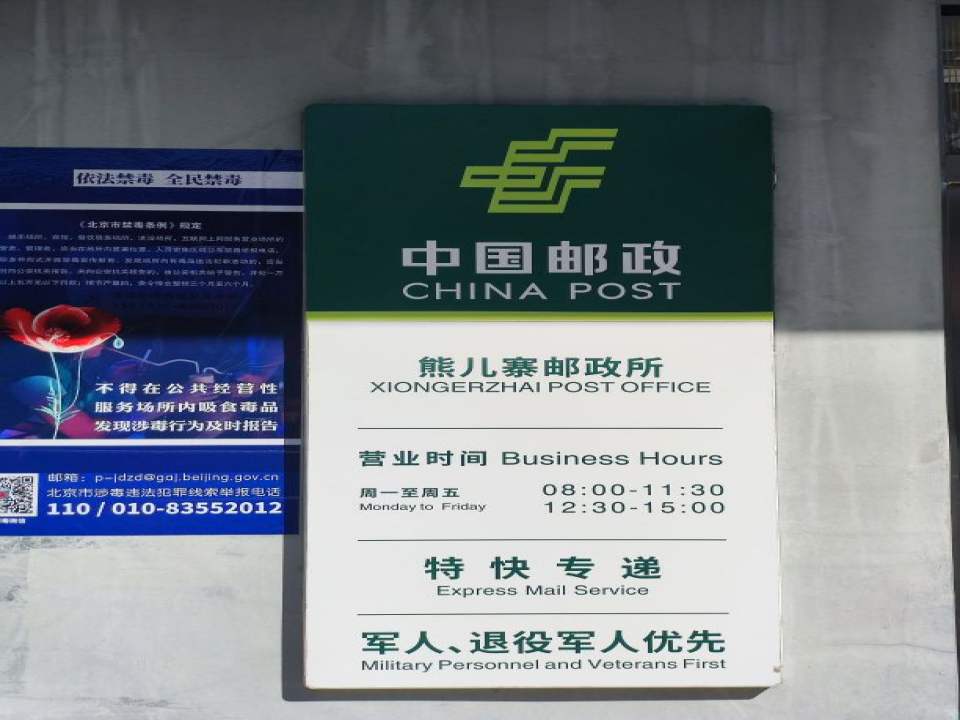 依法禁毒 全民禁毒
《北京市禁毒条例》规定
不得在公共经营性
服务场所内吸食毒品
发现涉毒行为及时报告
邮箱：p-jdzd@gaj.beijing.gov.cn
北京市涉毒违法犯罪线索举报电话
110 / 010-83552012
中国邮政
CHINA POST
熊儿寨邮政所
XIONGERZHAI POST OFFICE
营业时间 Business Hours
周一至周五 08:00-11:30
Monday to Friday 12:30-15:00
特快专递
Express Mail Service
军人、退役军人优先
Military Personnel and Veterans First